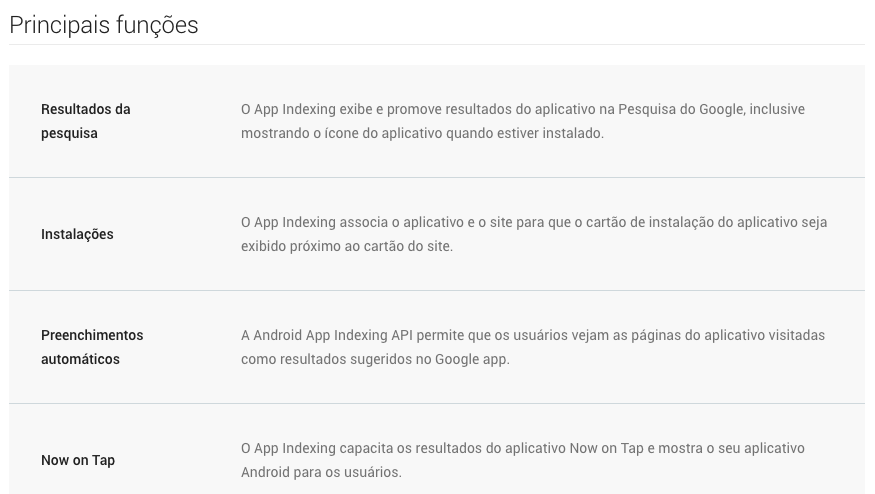 Principais funções
Resultados da
pesquisa
O App Indexing exibe e promove resultados do aplicativo na Pesquisa do Google, inclusive
mostrando o ícone do aplicativo quando estiver instalado.
Instalações
O App Indexing associa o aplicativo e o site para que o cartão de instalação do aplicativo seja
exibido próximo ao cartão do site.
Preenchimentos
automáticos
A Android App Indexing API permite que os usuários vejam as páginas do aplicativo visitadas
como resultados sugeridos no Google app.
Now on Tap
O App Indexing capacita os resultados do aplicativo Now on Tap e mostra o seu aplicativo
Android para os usuários.